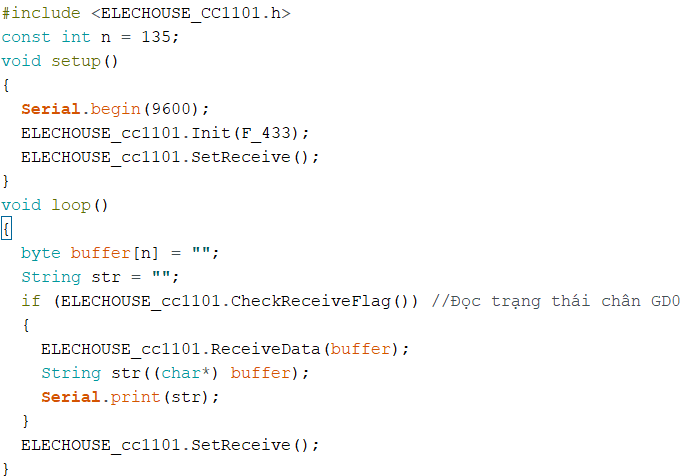 #include <ELECHOUSE_CC1101.h>
const int n = 135;
void setup()
{
  Serial.begin(9600);
  ELECHOUSE_cc1101.Init(F_433);
  ELECHOUSE_cc1101.SetReceive();
}
void loop()
{
  byte buffer[n] = "";
  String str = "";
  if (ELECHOUSE_cc1101.CheckReceiveFlag()) //Đọc trạng thái chân GD0
  {
    ELECHOUSE_cc1101.ReceiveData(buffer);
    String str((char*) buffer);
    Serial.print(str);
  }
  ELECHOUSE_cc1101.SetReceive();
}